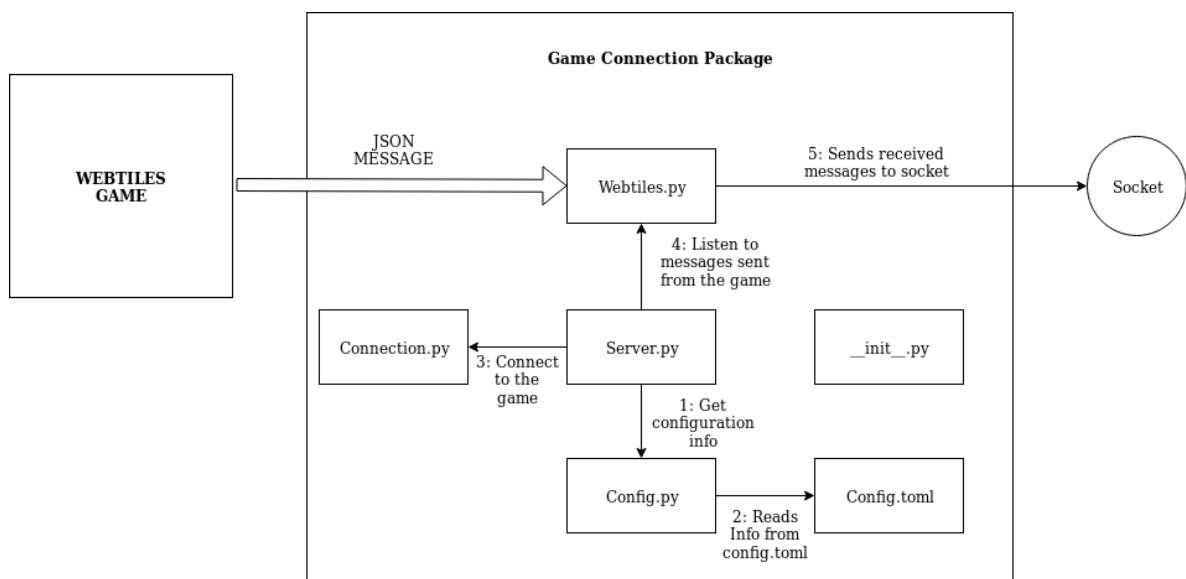 Game Connection Package
WEBTILES
GAME
JSON
MESSAGE
Webtiles.py
5: Sends received
messages to socket
Socket
4: Listen to
messages sent
from the game
Connection.py
3: Connect
to the
game
Server.py
__init__.py
1: Get
configuration
info
Config.py
2: Reads
Info from
config.toml
Config.toml